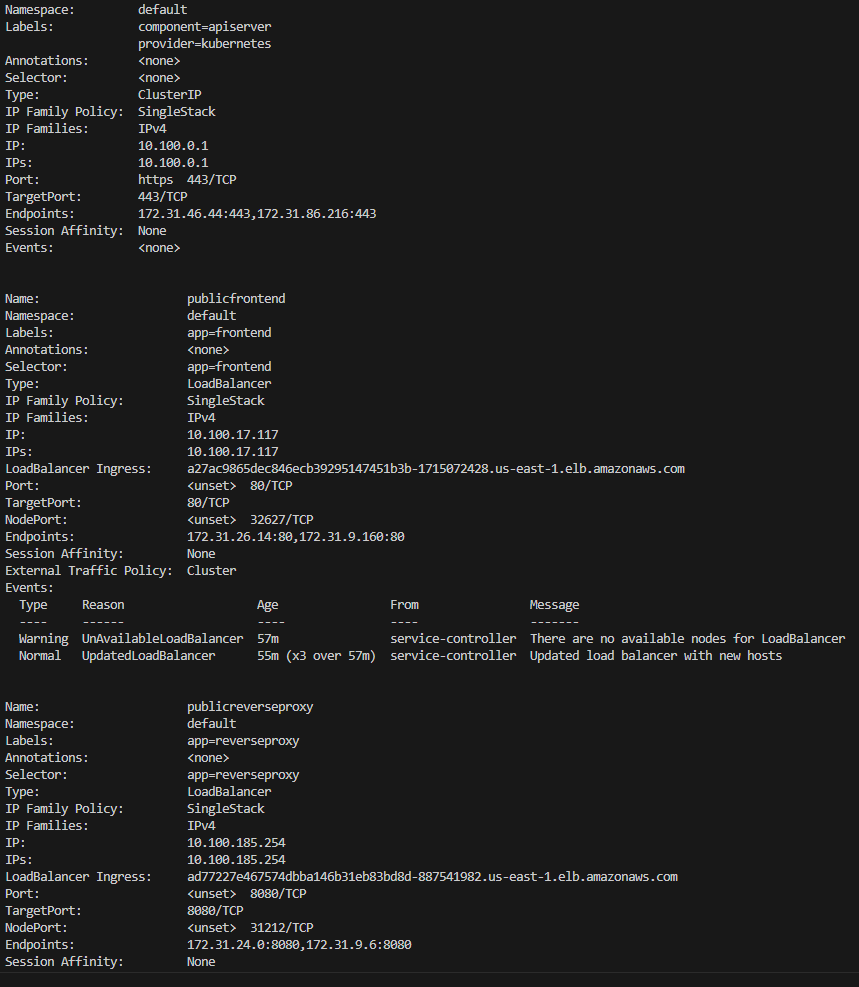 Namespace:         default
Labels:            component=apiserver
                   provider=kubernetes
Annotations:       <none>
Selector:          <none>
Type:              ClusterIP
IP Family Policy:  SingleStack
IP Families:       IPv4
IP:                10.100.0.1
IPs:               10.100.0.1
Port:              https  443/TCP
TargetPort:        443/TCP
Endpoints:         172.31.46.44:443,172.31.86.216:443
Session Affinity:  None
Events:            <none>
Name:                     publicfrontend
Namespace:                default
Labels:                   app=frontend
Annotations:              <none>
Selector:                 app=frontend
Type:                     LoadBalancer
IP Family Policy:         SingleStack
IP Families:              IPv4
IP:                       10.100.17.117
IPs:                      10.100.17.117
LoadBalancer Ingress:     a27ac9865dec846ecb39295147451b3b-1715072428.us-east-1.elb.amazonaws.com
Port:                     <unset>  80/TCP
TargetPort:               80/TCP
NodePort:                 <unset>  32627/TCP
Endpoints:                172.31.26.14:80,172.31.9.160:80
Session Affinity:         None
External Traffic Policy:  Cluster
Events:
  Type     Reason                   Age                From                Message
  ----     ------                   ----               ----                -------
  Warning  UnAvailableLoadBalancer  57m                service-controller  There are no available nodes for LoadBalancer
  Normal   UpdatedLoadBalancer      55m (x3 over 57m)  service-controller  Updated load balancer with new hosts
Name:                     publicreverseproxy
Namespace:                default
Labels:                   app=reverseproxy
Annotations:              <none>
Selector:                 app=reverseproxy
Type:                     LoadBalancer
IP Family Policy:         SingleStack
IP Families:              IPv4
IP:                       10.100.185.254
IPs:                      10.100.185.254
LoadBalancer Ingress:     ad77227e467574dbba146b31eb83bd8d-887541982.us-east-1.elb.amazonaws.com
Port:                     <unset>  8080/TCP
TargetPort:               8080/TCP
NodePort:                 <unset>  31212/TCP
Endpoints:                172.31.24.0:8080,172.31.9.6:8080
Session Affinity:         None